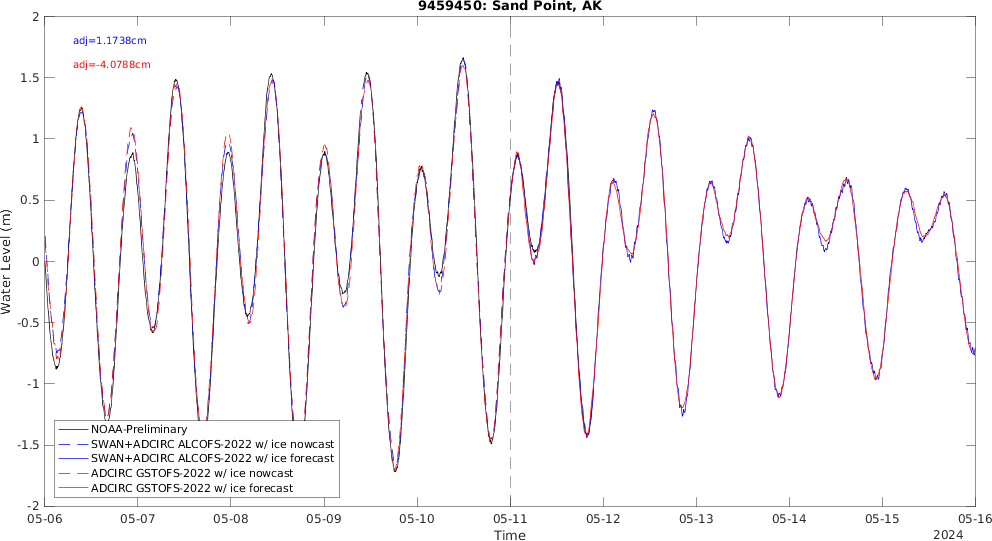 9459450: Sand Point, AK
2
adj=1.1738cm
adj=-4.0788cm
1.5
1
0.5
0
-0.5
-1
-1.5
-2
Water Level (m)
NOAA-Preliminary
SWAN+ADCIRC ALCOFS-2022 w/ ice nowcast
SWAN+ADCIRC ALCOFS-2022 w/ ice forecast
ADCIRC GSTOFS-2022 w/ ice nowcast
ADCIRC GSTOFS-2022 w/ ice forecast
05-06 05-07 05-08 05-09 05-10 05-11 05-12 05-13 05-14 05-15 05-16
Time
2024